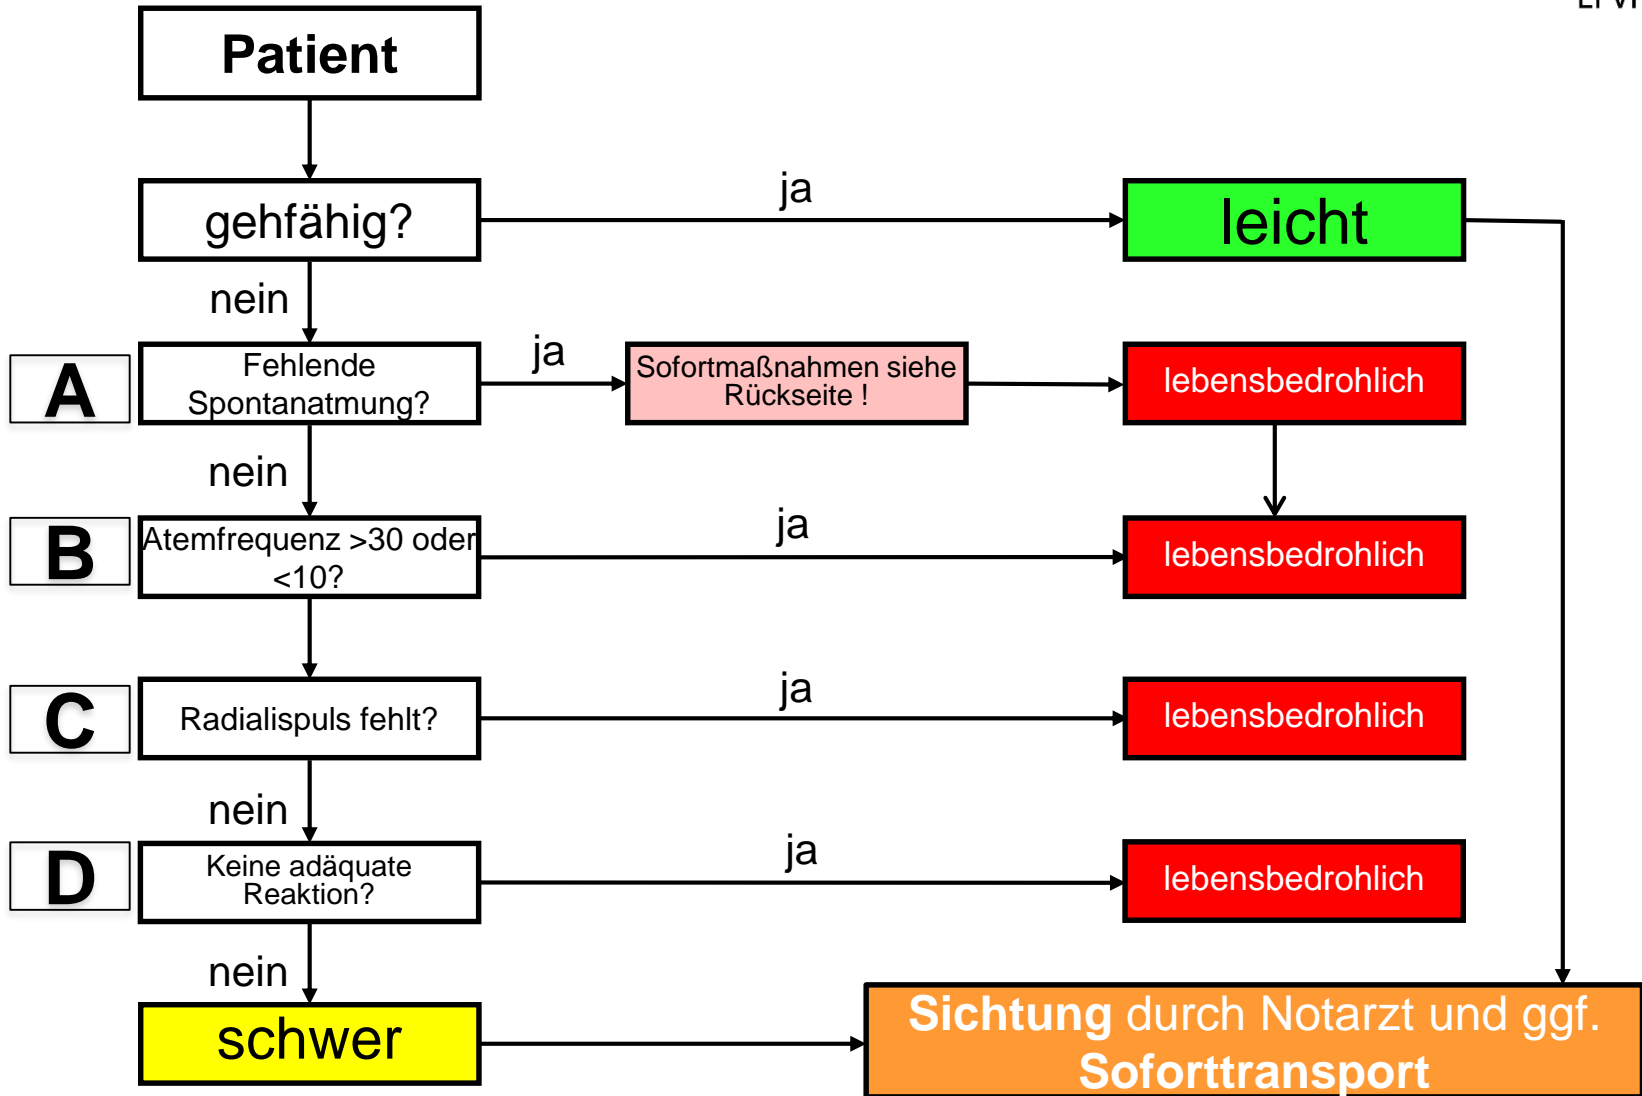 Patient
gehfähig?
ja
leicht
nein
A
Fehlende
Spontanatmung?
ja
Sofortmaßnahmen siehe
Rückseite !
lebensbedrohlich
nein
B
Atemfrequenz >30 oder
<10?
ja
lebensbedrohlich
C
Radialispuls fehlt?
ja
lebensbedrohlich
nein
D
Keine adäquate
Reaktion?
ja
lebensbedrohlich
nein
schwer
Sichtung durch Notarzt und ggf.
Soforttransport